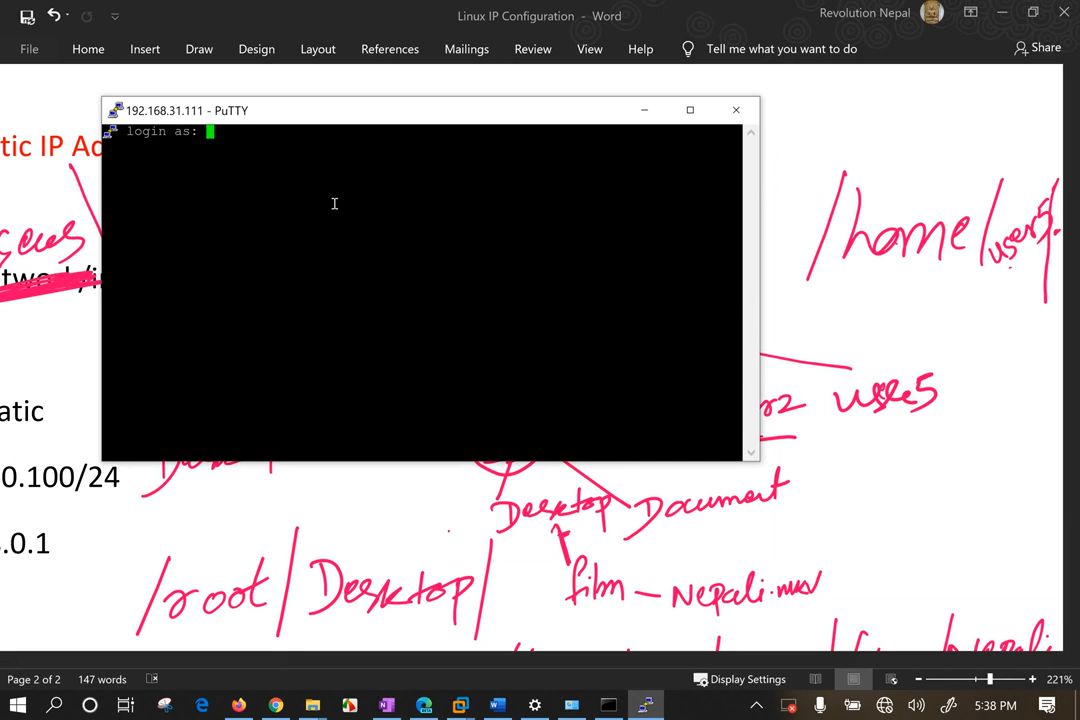 Linux IP Configuration - Word
Revolution Nepal
File Home Insert Draw Design Layout References Mailings Review View Help Tell me what you want to do Share
192.168.31.111 - PuTTY
login as:
tic IP Ad
/home/user5/
atic
user5
0.100/24
Desktop Document
.0.1
/root/Desktop/
film - Nepali.mkv
Page 2 of 2 147 words Display Settings 221%
5:38 PM